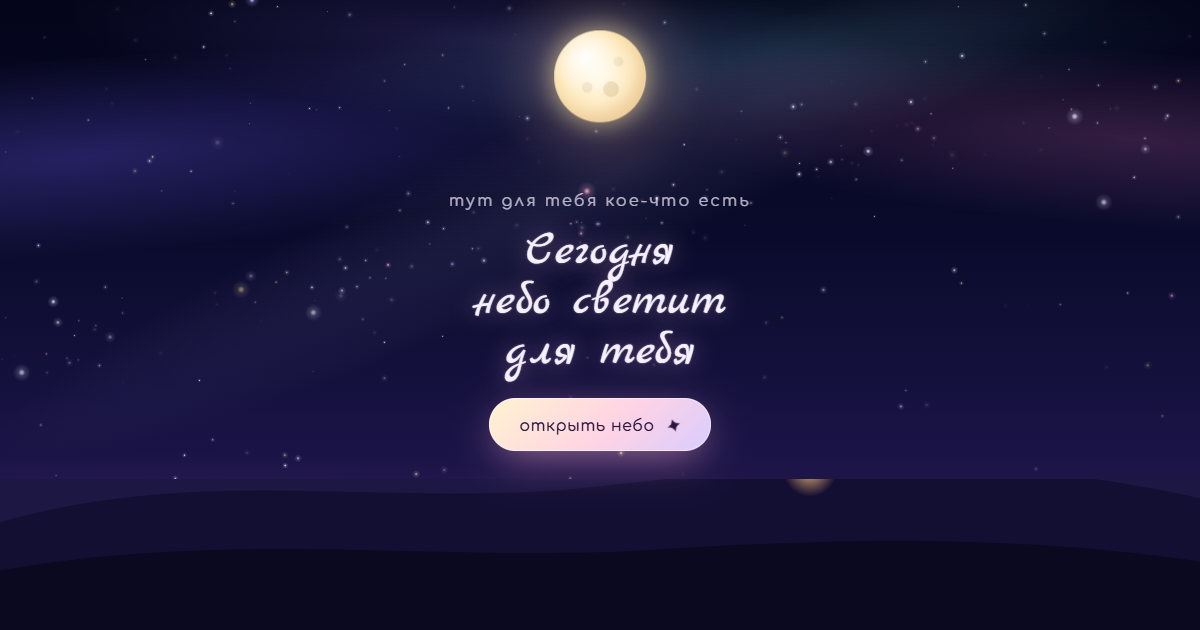 тут для тебя кое-что есть
Сегодня
небо светит
для тебя
открыть небо ✦